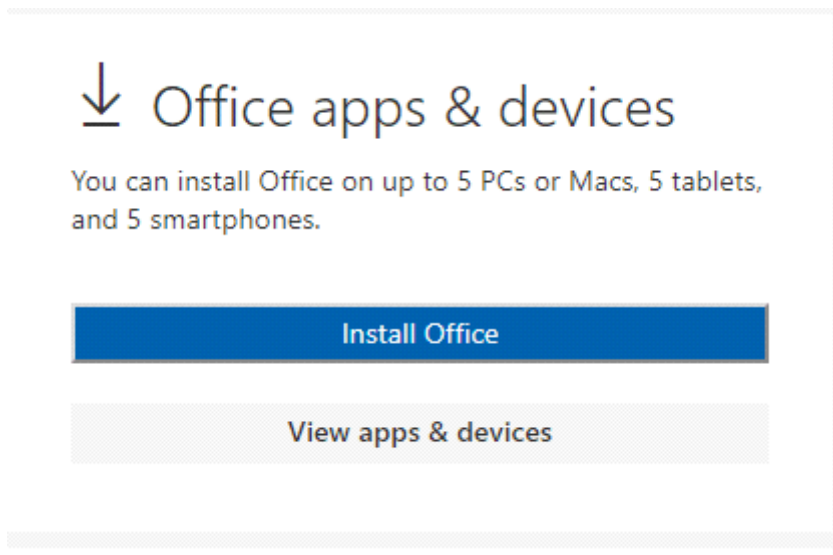 Office apps & devices
You can install Office on up to 5 PCs or Macs, 5 tablets,
and 5 smartphones.
Install Office
View apps & devices